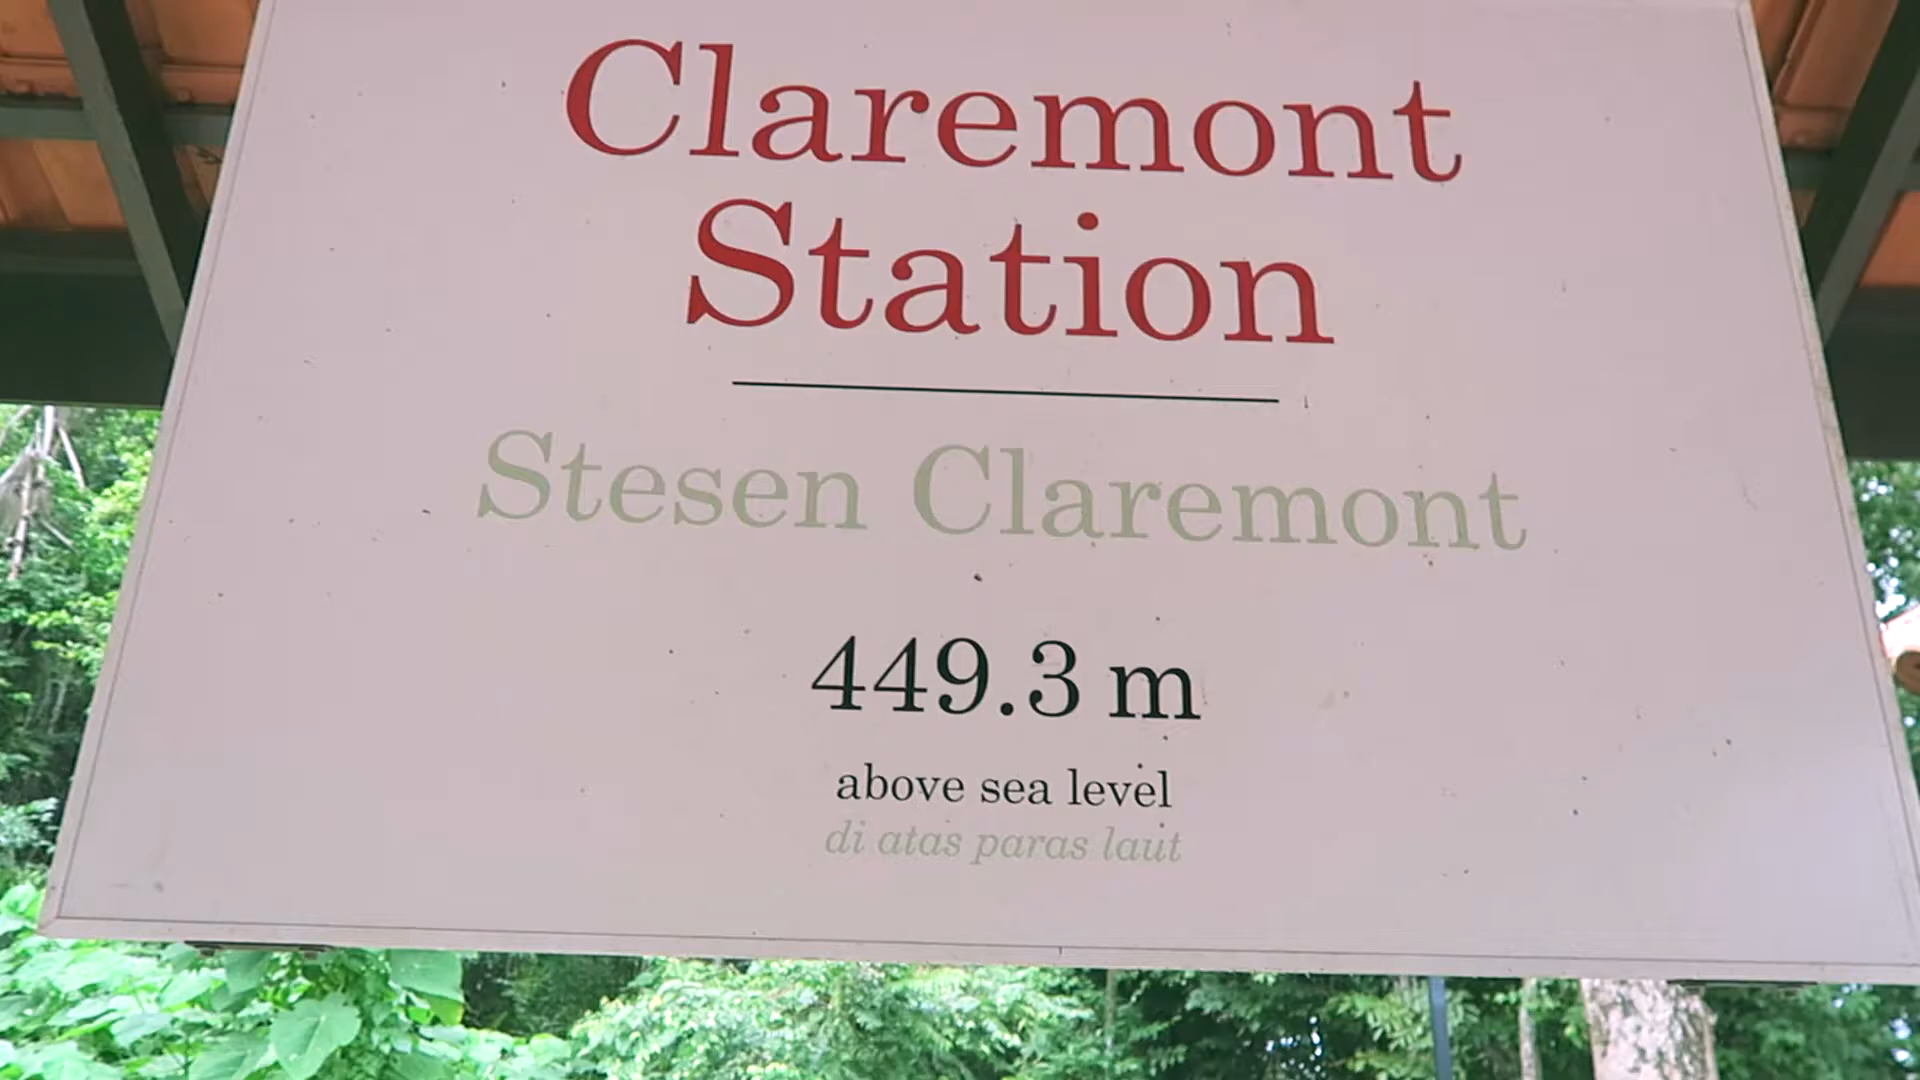 Claremont
Station
Stesen Claremont
449.3 m
above sea level
di atas paras laut